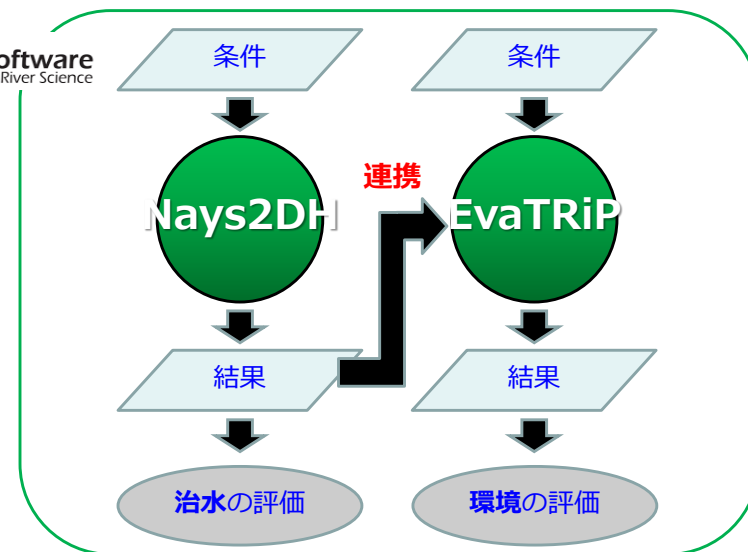 oftware
River Science
条件
条件
連携
Nays2DH
EvaTRiP
結果
結果
治水の評価
環境の評価